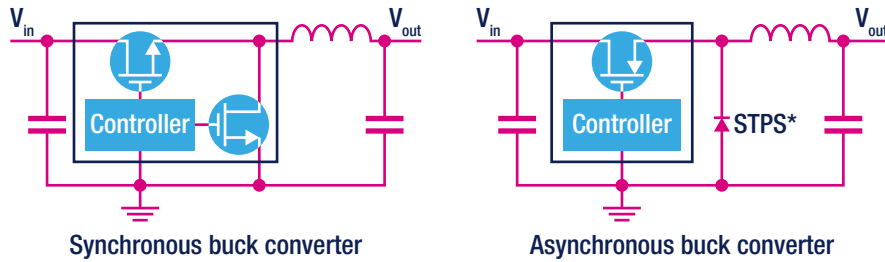 Vin
Vout
Controller
Synchronous buck converter
Vin
Vout
Controller
STPS*
Asynchronous buck converter